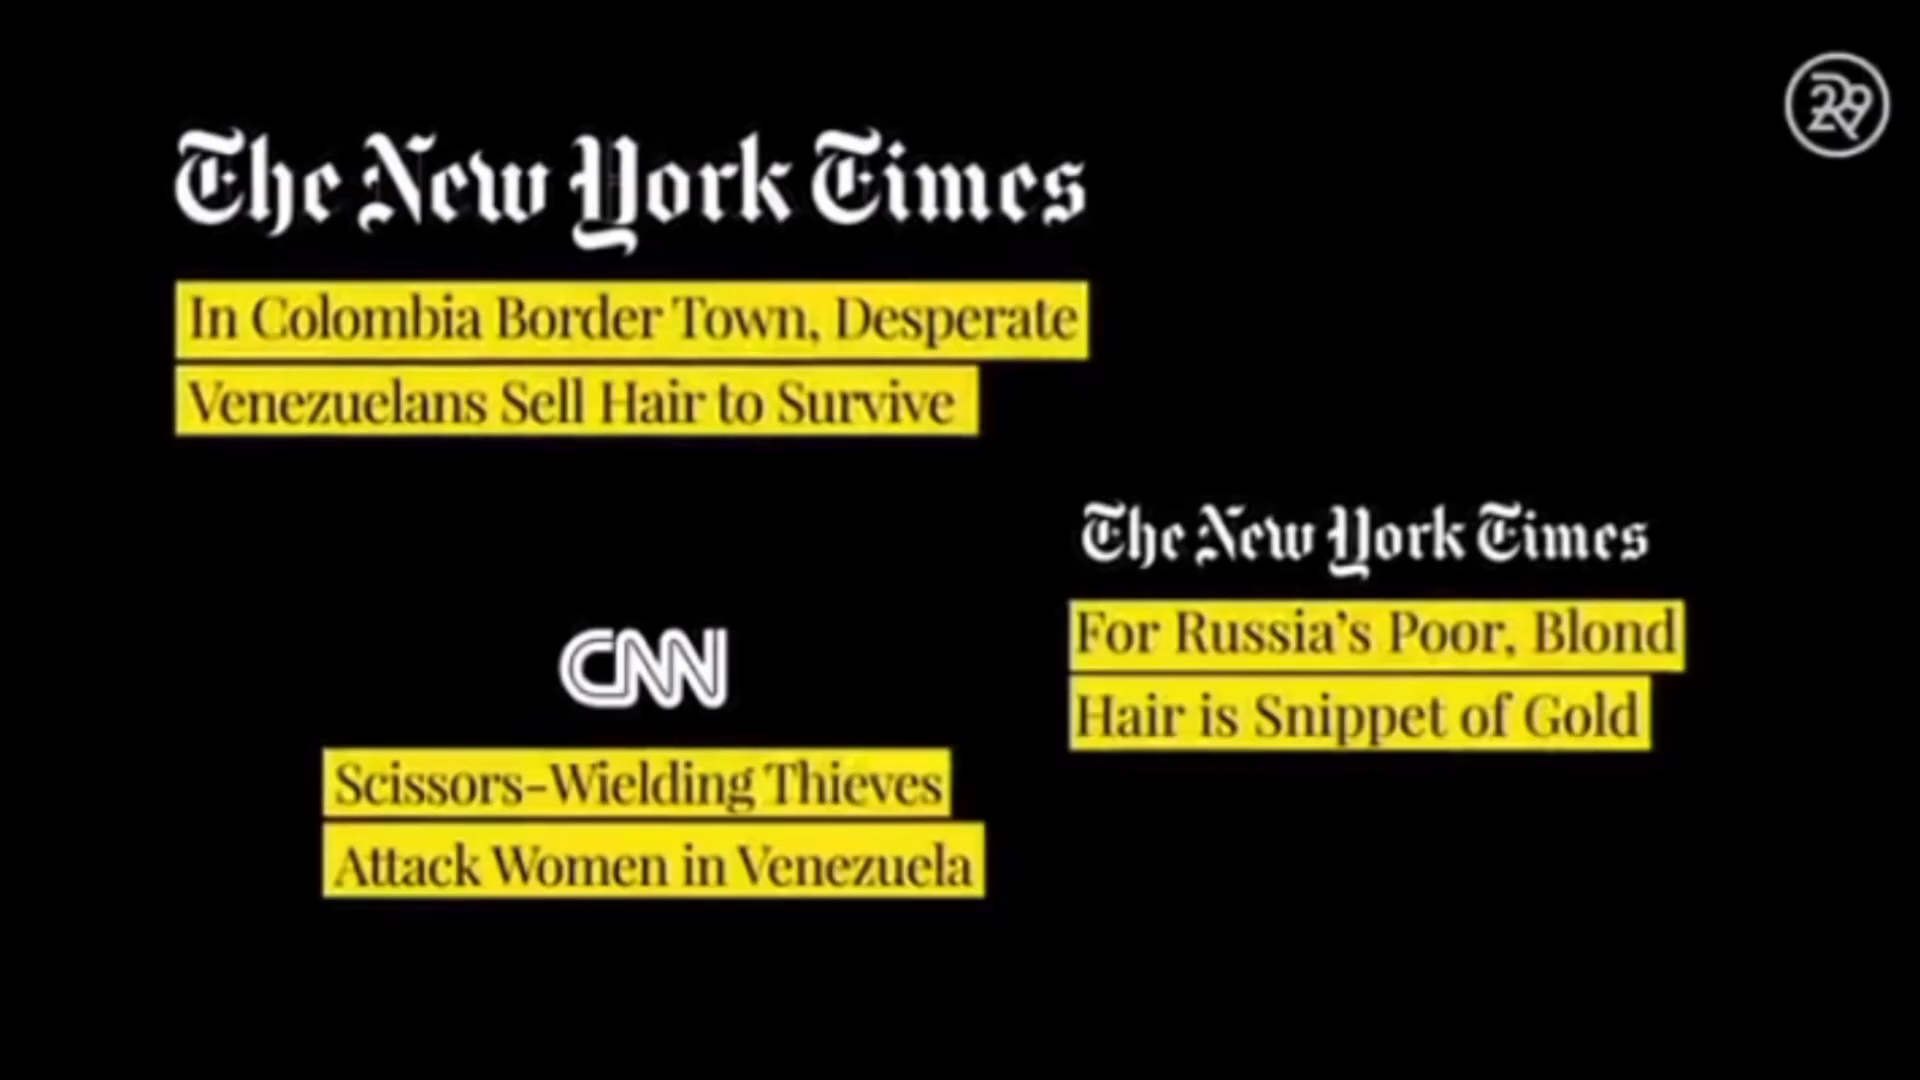 R29
The New York Times
In Colombia Border Town, Desperate
Venezuelans Sell Hair to Survive
The New York Times
For Russia's Poor, Blond
Hair is Snippet of Gold
CNN
Scissors-Wielding Thieves
Attack Women in Venezuela